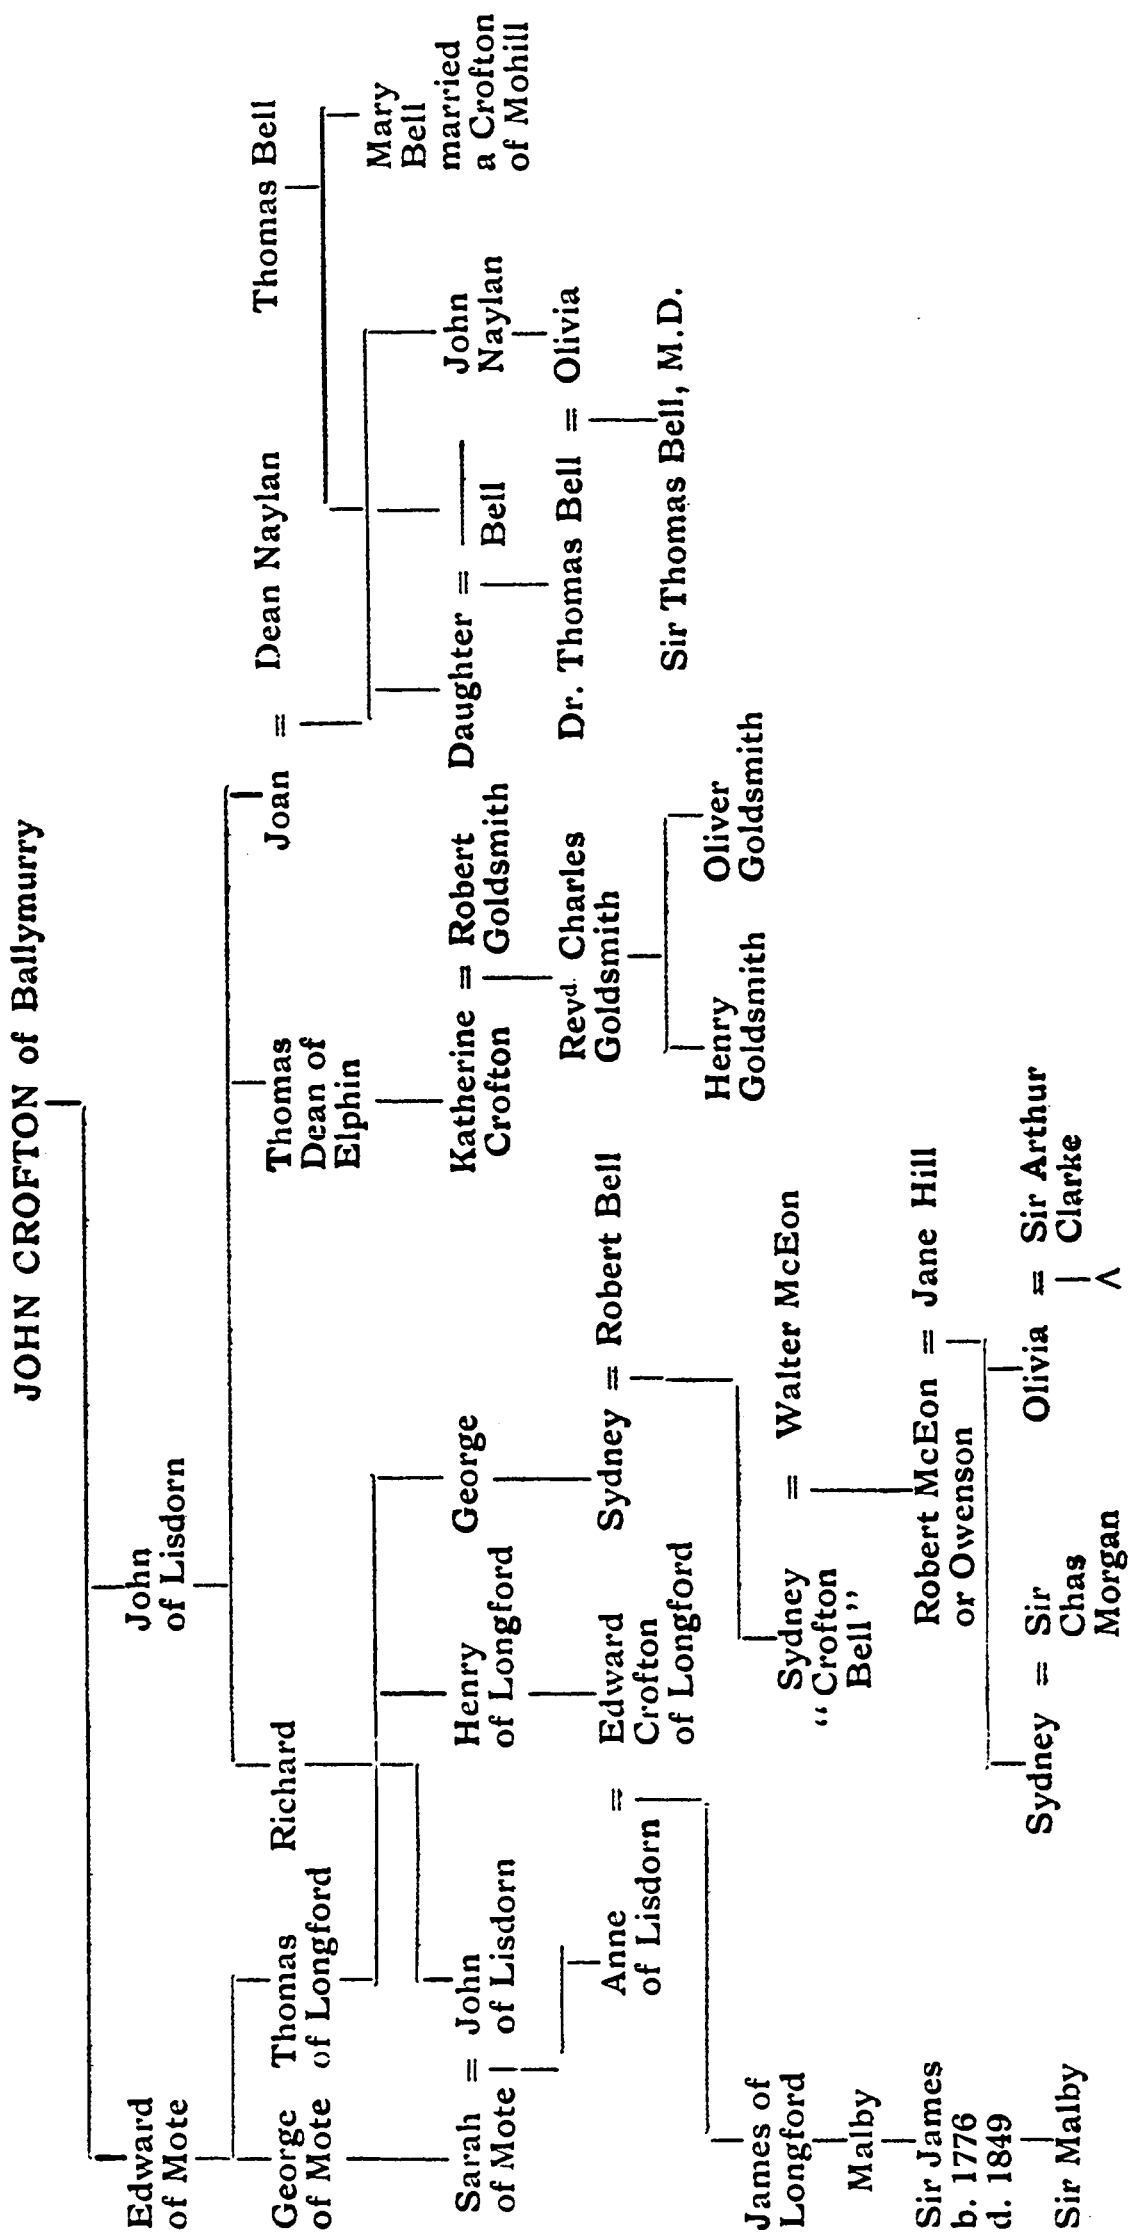 JOHN CROFTON of Ballymurry
Edward
of Mote
John
of Lisdorn
George
of Mote
Thomas
of Longford
Richard
Thomas
Dean of
Elphin
Joan
=
Dean Naylan
Thomas Bell
Sarah
of Mote
=
John
of Lisdorn
Henry
of Longford
George
Katherine
Crofton
=
Robert
Goldsmith
Daughter
=
Bell
John
Naylan
Mary
Bell
married
a Crofton
of Mohill
Anne
of Lisdorn
=
Edward
Crofton
of Longford
Sydney = Robert Bell
Revd. Charles
Goldsmith
Dr. Thomas Bell = Olivia
James of
Longford
Sydney
“Crofton
Bell”
= Walter McEon
Henry
Goldsmith
Oliver
Goldsmith
Sir Thomas Bell, M.D.
Malby
Robert McEon = Jane Hill
or Owenson
Sir James
b. 1776
d. 1849
Sydney = Sir
Chas
Morgan
Olivia = Sir Arthur
Clarke
Sir Malby